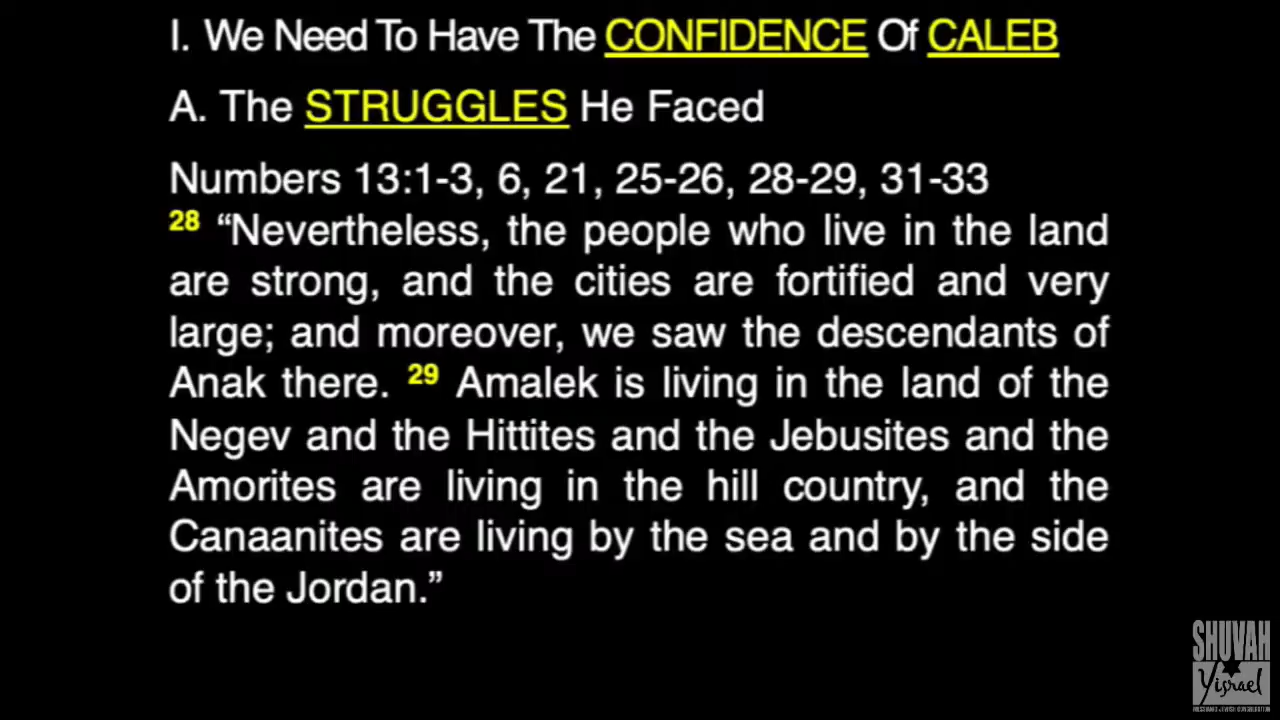 I. We Need To Have The CONFIDENCE Of CALEB
A. The STRUGGLES He Faced
Numbers 13:1-3, 6, 21, 25-26, 28-29, 31-33
28 “Nevertheless, the people who live in the land
are strong, and the cities are fortified and very
large; and moreover, we saw the descendants of
Anak there. 29 Amalek is living in the land of the
Negev and the Hittites and the Jebusites and the
Amorites are living in the hill country, and the
Canaanites are living by the sea and by the side
of the Jordan.”
SHUVAH
Yisrael
MESSIANIC JEWISH CONGREGATION